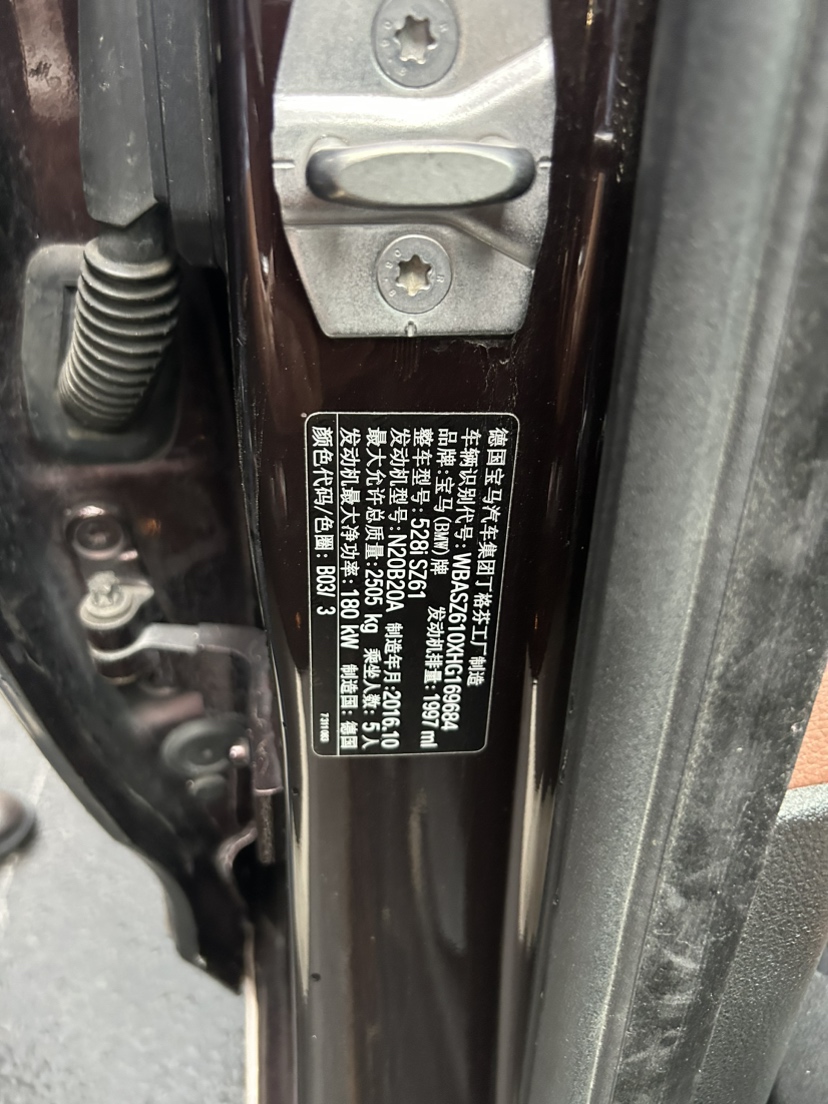 德国宝马汽车集团丁格芬工厂 制造
车辆识别代号: WBASZ610XHG169684
品牌:宝马(BMW)牌 发动机排量: 1997 ml
整车型号: 528i SZ61
发动机型号: N20B20A 制造年月:2016.10
最大允许总质量:2505 kg 乘坐人数: 5 人
发动机最大净功率: 180 kW 制造国: 德国
颜色代码/色圈: B03/ 3